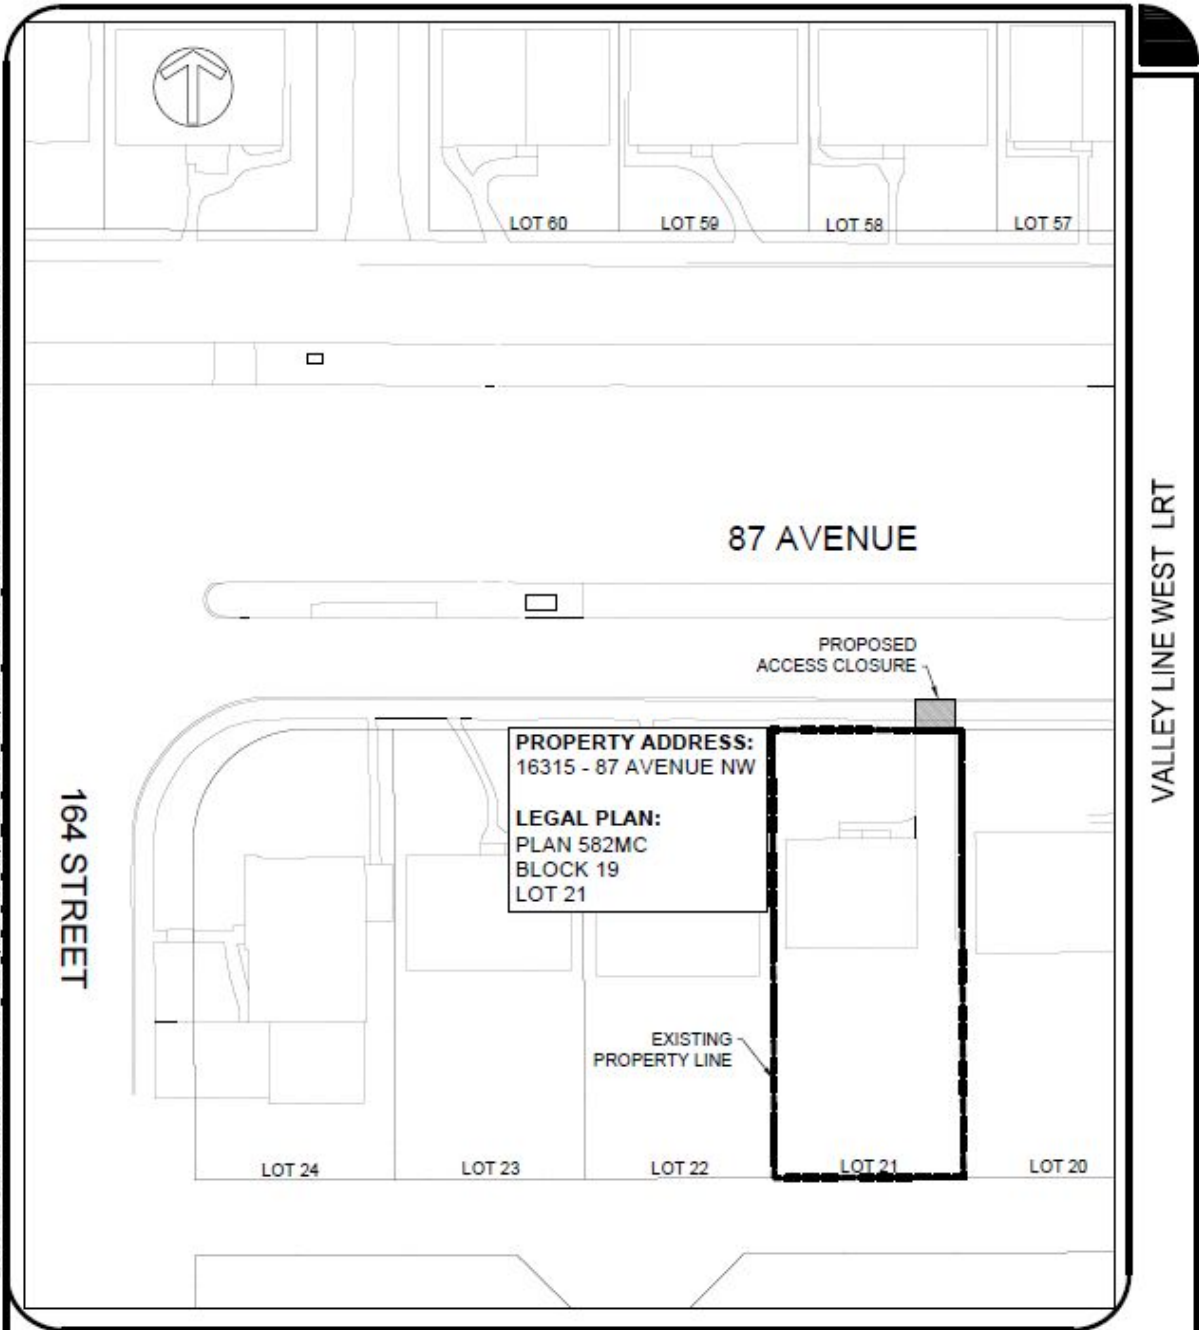 LOT 60
LOT 59
LOT 58
LOT 57
87 AVENUE
PROPOSED
ACCESS CLOSURE
PROPERTY ADDRESS:
16315 - 87 AVENUE NW
LEGAL PLAN:
PLAN 582MC
BLOCK 19
LOT 21
164 STREET
EXISTING
PROPERTY LINE
LOT 24
LOT 23
LOT 22
LOT 21
LOT 20
VALLEY LINE WEST LRT